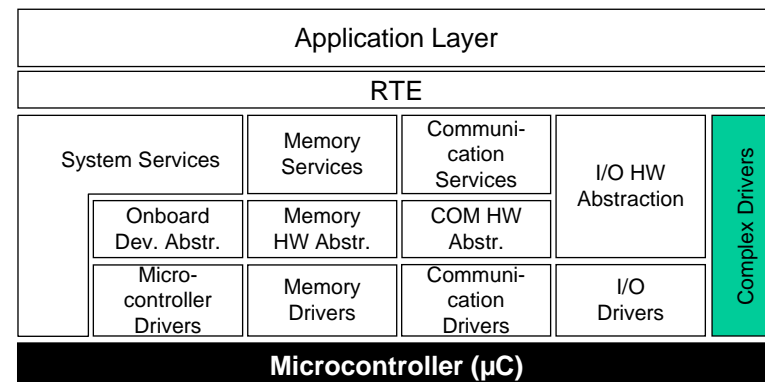 Application Layer
RTE
System Services
Memory
Services
Communi-
cation
Services
I/O HW
Abstraction
Complex Drivers
Onboard
Dev. Abstr.
Memory
HW Abstr.
COM HW
Abstr.
Micro-
controller
Drivers
Memory
Drivers
Communi-
cation
Drivers
I/O
Drivers
Microcontroller (µC)